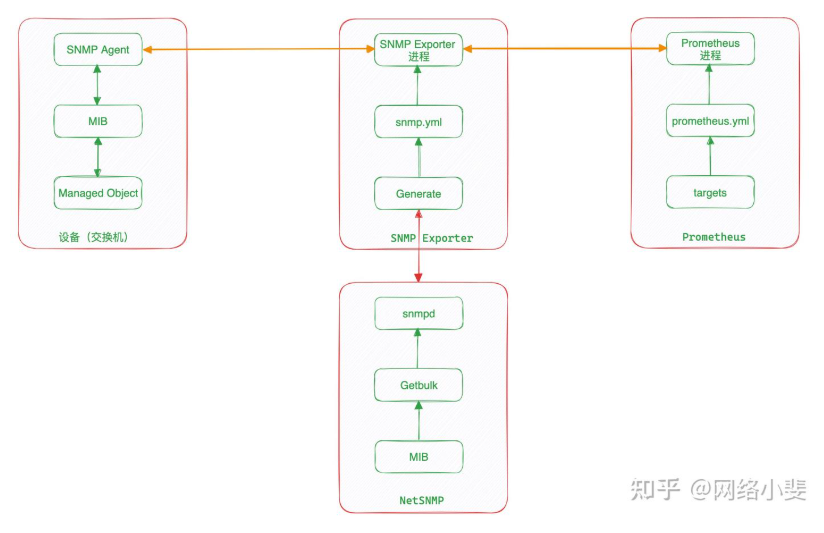 SNMP Agent
MIB
Managed Object
设备（交换机）
SNMP Exporter
进程
snmp.yml
Generate
SNMP Exporter
Prometheus
进程
prometheus.yml
targets
Prometheus
snmpd
Getbulk
MIB
NetSNMP
知乎 @网络小斐